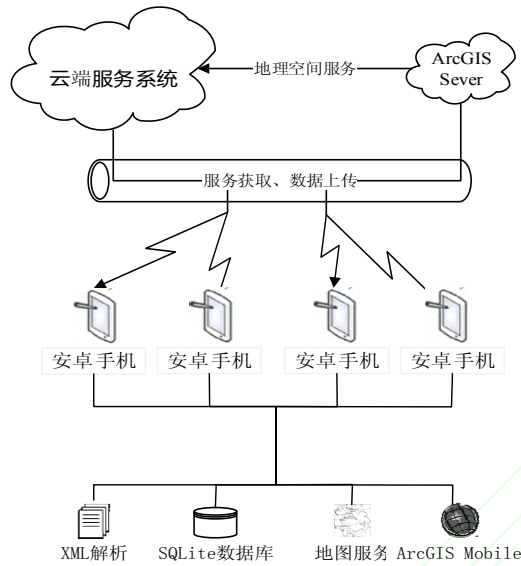 云端服务系统
地理空间服务
ArcGIS
Sever
服务获取、数据上传
安卓手机
安卓手机
安卓手机
安卓手机
XML解析
SQLite数据库
地图服务
ArcGIS Mobile